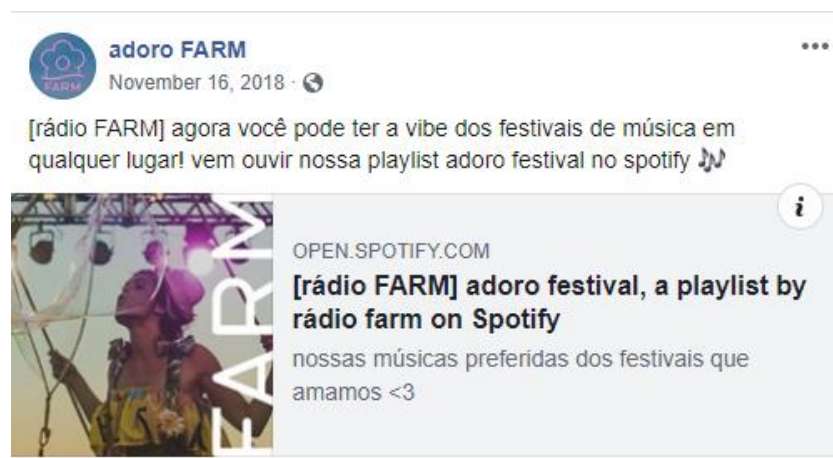 adoro FARM
November 16, 2018 ·
[rádio FARM] agora você pode ter a vibe dos festivais de música em
qualquer lugar! vem ouvir nossa playlist adoro festival no spotify 🎶
OPEN.SPOTIFY.COM
[rádio FARM] adoro festival, a playlist by
rádio farm on Spotify
nossas músicas preferidas dos festivais que
amamos <3
FARM
FARM
i